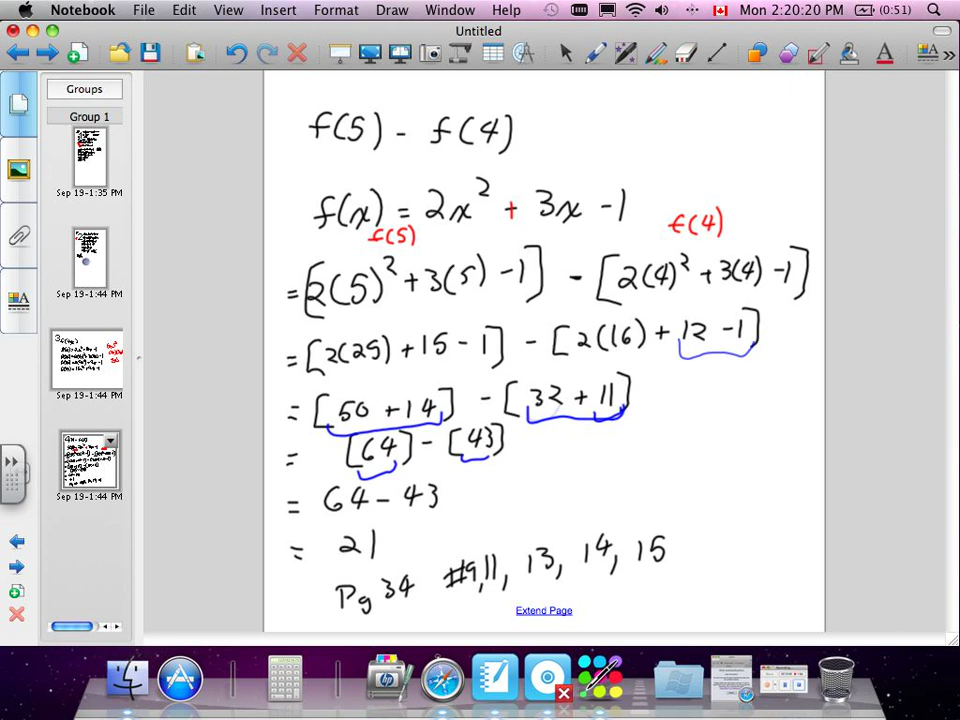 Notebook File Edit View Insert Format Draw Window Help Mon 2:20:20 PM (0:51)
Untitled
Groups
Group 1
Sep 19-1:35 PM
Sep 19-1:44 PM
Sep 19-1:44 PM
Sep 19-1:44 PM
f(5) - f(4)
f(x) = 2x² + 3x - 1
f(5) f(4)
= [2(5)² + 3(5) - 1] - [2(4)² + 3(4) - 1]
= [2(25) + 15 - 1] - [2(16) + 12 - 1]
= [50 + 14] - [32 + 11]
= [64] - [43]
= 64 - 43
= 21
Pg 34 #9, 11, 13, 14, 15
Extend Page